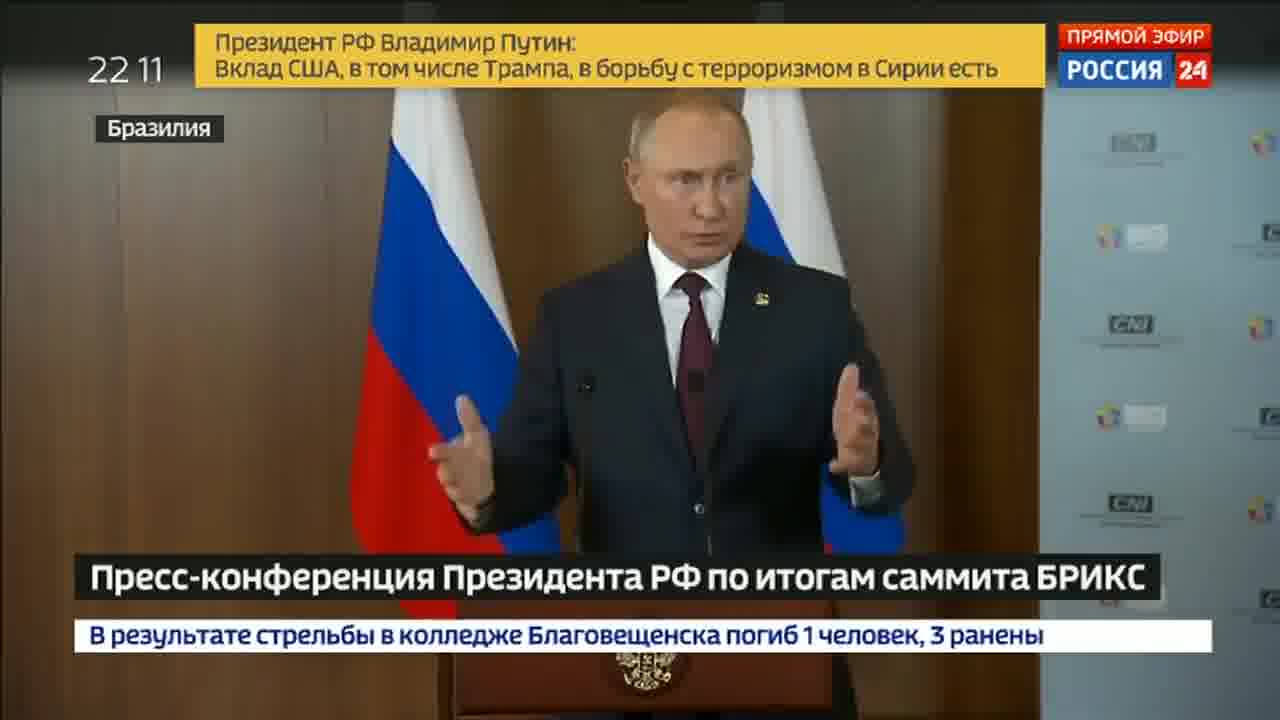 22 11
Президент РФ Владимир Путин:
Вклад США, в том числе Трампа, в борьбу с терроризмом в Сирии есть
ПРЯМОЙ ЭФИР
РОССИЯ 24
Бразилия
CNI
CNI
CNI
Пресс-конференция Президента РФ по итогам саммита БРИКС
В результате стрельбы в колледже Благовещенска погиб 1 человек, 3 ранены